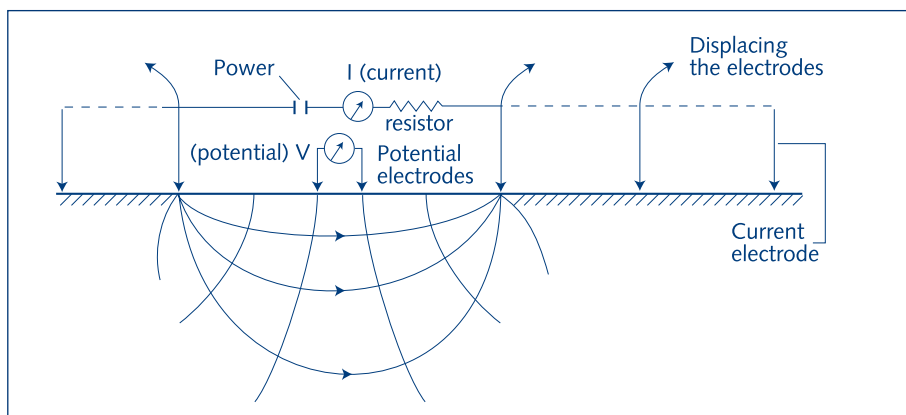 Displacing
the electrodes
Power
I (current)
resistor
(potential) V
Potential
electrodes
Current
electrode